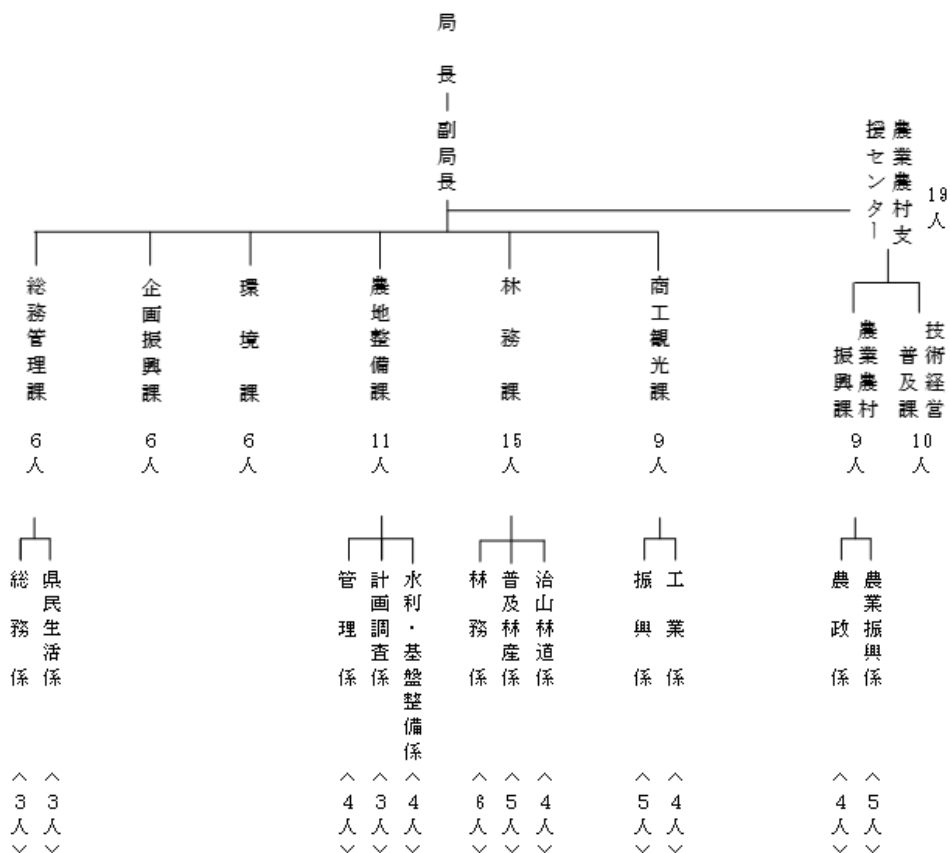 局長ー副局長
農業農村支援センター
19人
総務管理課
企画振興課
環境課
農地整備課
林務課
商工観光課
農業農村振興課
技術経営普及課
6人
6人
6人
11人
15人
9人
9人
10人
総務係
県民生活係
管理係
計画調査係
水利・基盤整備係
林務係
普及林産係
治山林道係
振興係
工業係
農政係
農業振興係
〈3人〉
〈3人〉
〈4人〉
〈3人〉
〈4人〉
〈6人〉
〈5人〉
〈4人〉
〈5人〉
〈4人〉
〈4人〉
〈5人〉